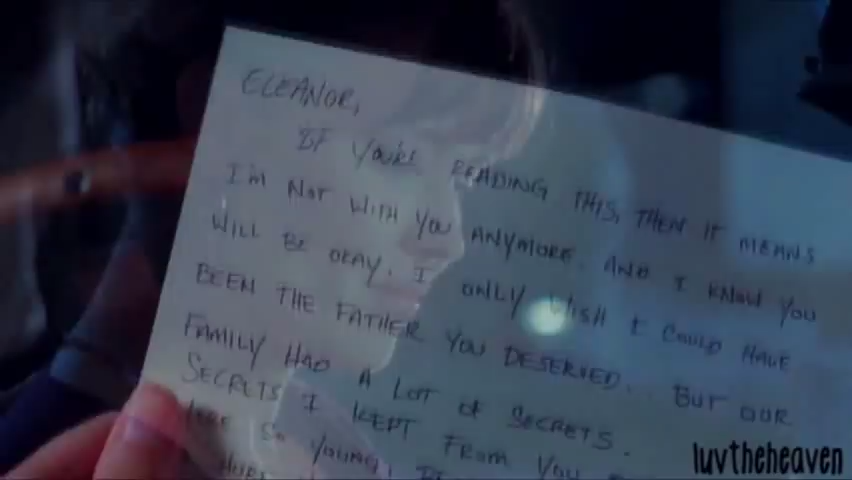 ELEANOR,
IF YOU'RE READING THIS, THEN IT MEANS
I'M NOT WITH YOU ANYMORE. AND I KNOW YOU
WILL BE OKAY. I ONLY WISH I COULD HAVE
BEEN THE FATHER YOU DESERVED. BUT OUR
FAMILY HAD A LOT OF SECRETS.
SECRETS I KEPT FROM YOU
SO YOUNG,
luvtheheaven